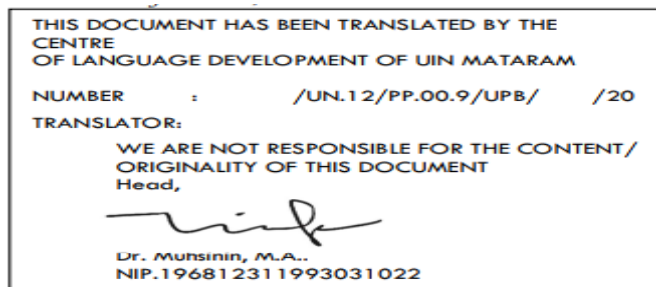 THIS DOCUMENT HAS BEEN TRANSLATED BY THE
CENTRE
OF LANGUAGE DEVELOPMENT OF UIN MATARAM
NUMBER : /UN.12/PP.00.9/UPB/ /20
TRANSLATOR:
WE ARE NOT RESPONSIBLE FOR THE CONTENT/
ORIGINALITY OF THIS DOCUMENT
Head,
Dr. Muhsinin, M.A..
NIP.196812311993031022